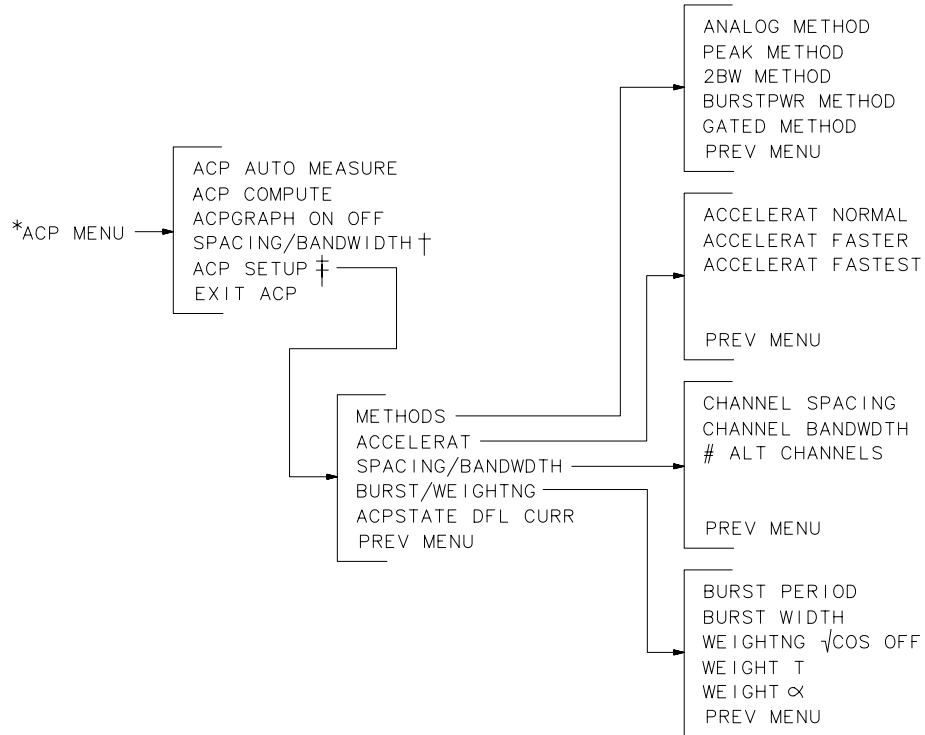 *ACP MENU
ACP AUTO MEASURE
ACP COMPUTE
ACPGRAPH ON OFF
SPACING/BANDWIDTH †
ACP SETUP ‡
EXIT ACP
METHODS
ACCELERAT
SPACING/BANDWDTH
BURST/WEIGHTNG
ACPSTATE DFL CURR
PREV MENU
ANALOG METHOD
PEAK METHOD
2BW METHOD
BURSTPWR METHOD
GATED METHOD
PREV MENU
ACCELERAT NORMAL
ACCELERAT FASTER
ACCELERAT FASTEST
PREV MENU
CHANNEL SPACING
CHANNEL BANDWDTH
# ALT CHANNELS
PREV MENU
BURST PERIOD
BURST WIDTH
WEIGHTNG √COS OFF
WEIGHT T
WEIGHT ∝
PREV MENU